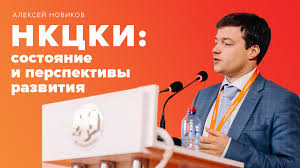 АЛЕКСЕЙ НОВИКОВ
НКЦКИ:
состояние
и перспективы
развития